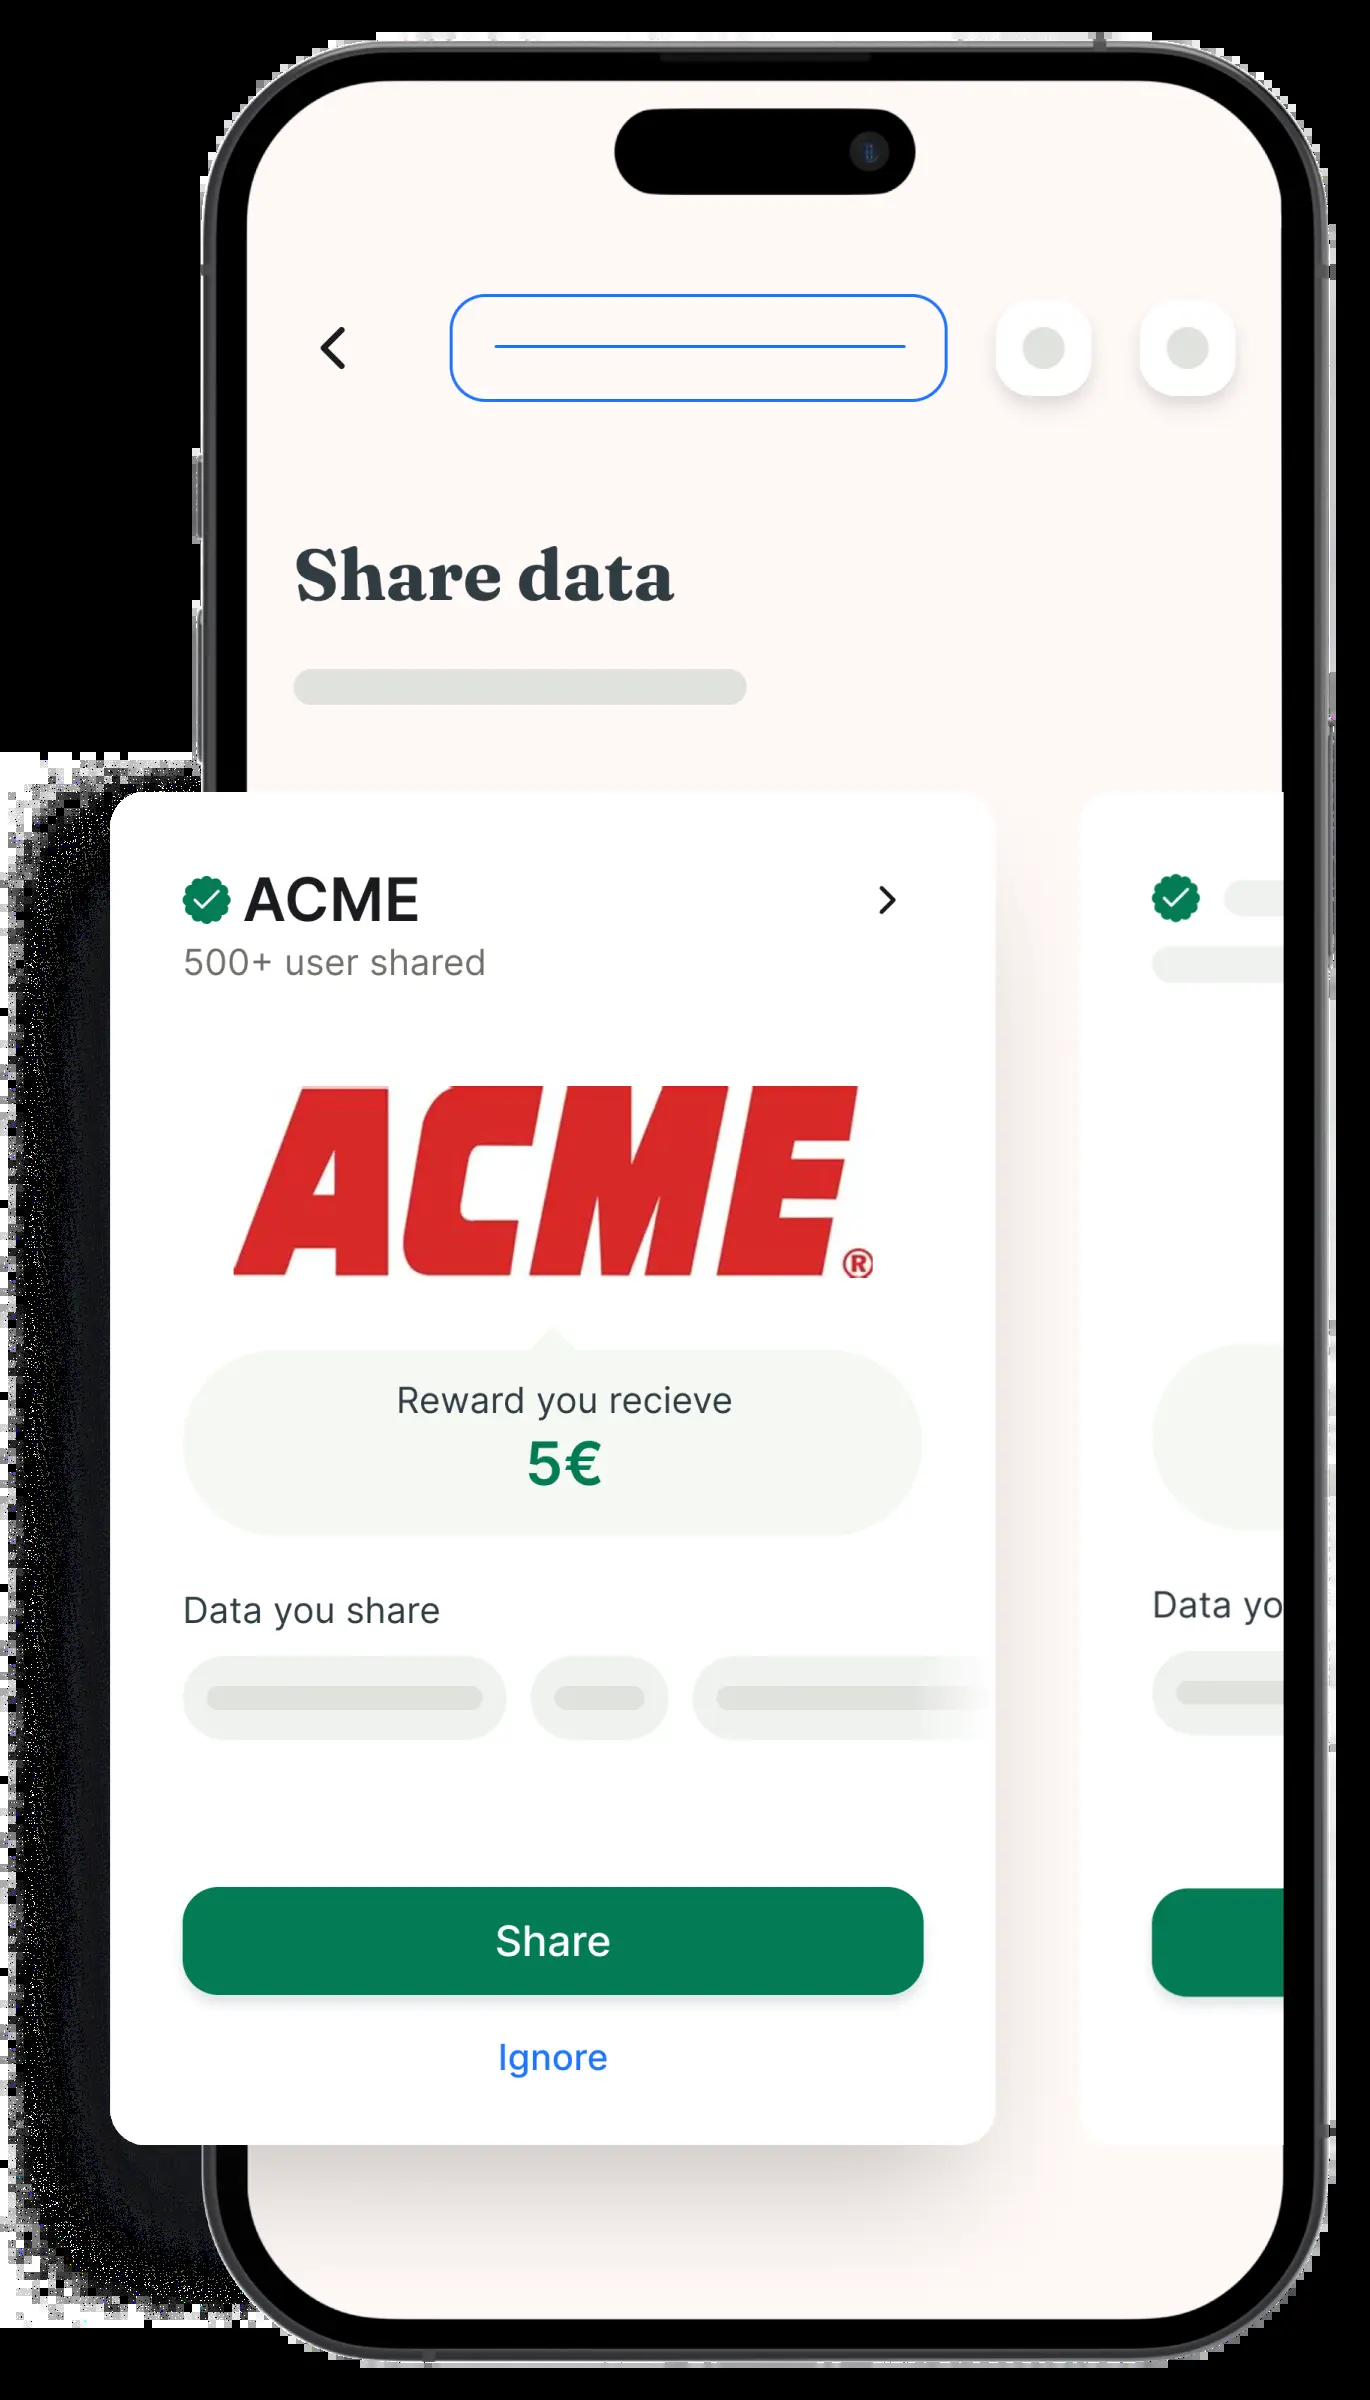 Share data
ACME
500+ user shared
ACME®
Reward you recieve
5€
Data you share
Data yo
Share
Ignore